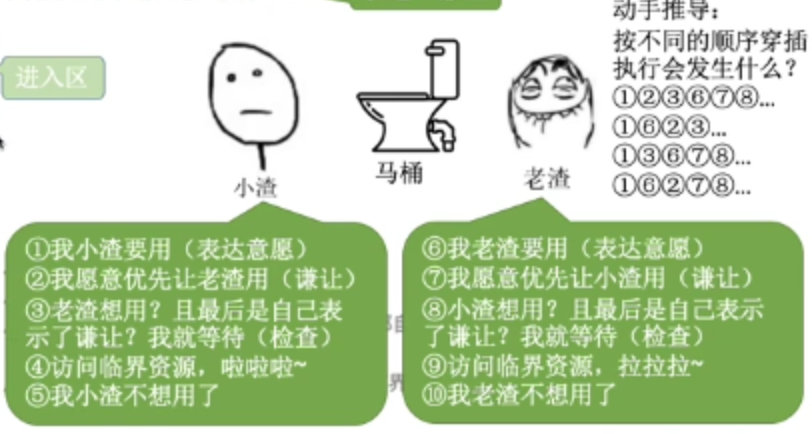 动手推导：
按不同的顺序穿插
执行会发生什么？
①②③⑥⑦⑧...
①⑥②③...
①③⑥⑦⑧...
①⑥②⑦⑧...
进入区
小渣
马桶
老渣
①我小渣要用（表达意愿）
②我愿意优先让老渣用（谦让）
③老渣想用？且最后是自己表
示了谦让？我就等待（检查）
④访问临界资源，啦啦啦~
⑤我小渣不想用了
⑥我老渣要用（表达意愿）
⑦我愿意优先让小渣用（谦让）
⑧小渣想用？且最后是自己表示
了谦让？我就等待（检查）
⑨访问临界资源，拉拉拉~
⑩我老渣不想用了